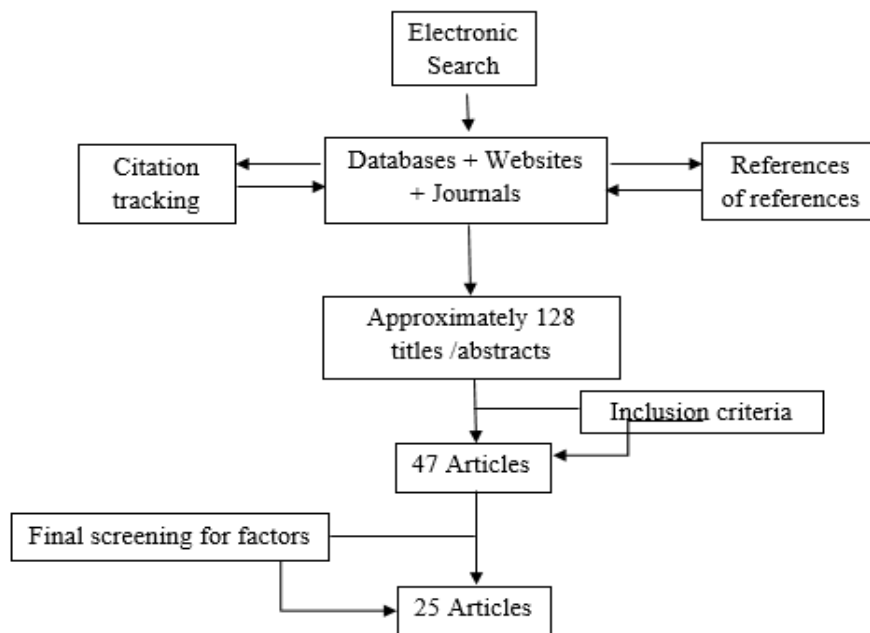 Electronic
Search
Citation
tracking
Databases + Websites
+ Journals
References
of references
Approximately 128
titles /abstracts
Inclusion criteria
47 Articles
Final screening for factors
25 Articles